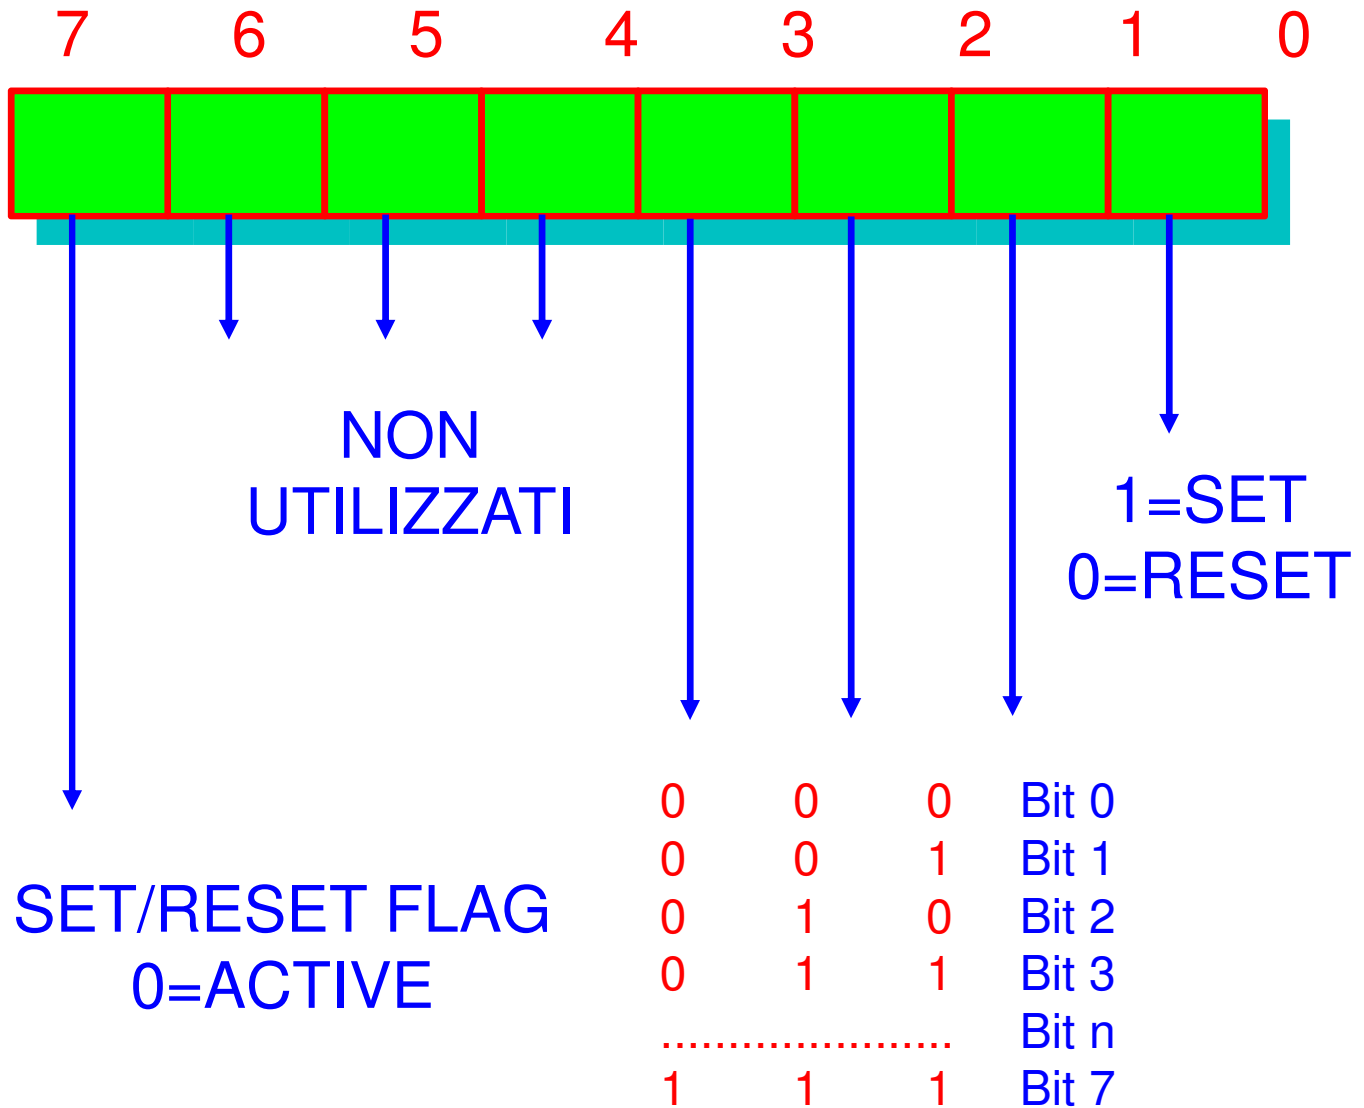 7 6 5 4 3 2 1 0
NON
UTILIZZATI
1=SET
0=RESET
SET/RESET FLAG
0=ACTIVE
0 0 0 Bit 0
0 0 1 Bit 1
0 1 0 Bit 2
0 1 1 Bit 3
...................... Bit n
1 1 1 Bit 7